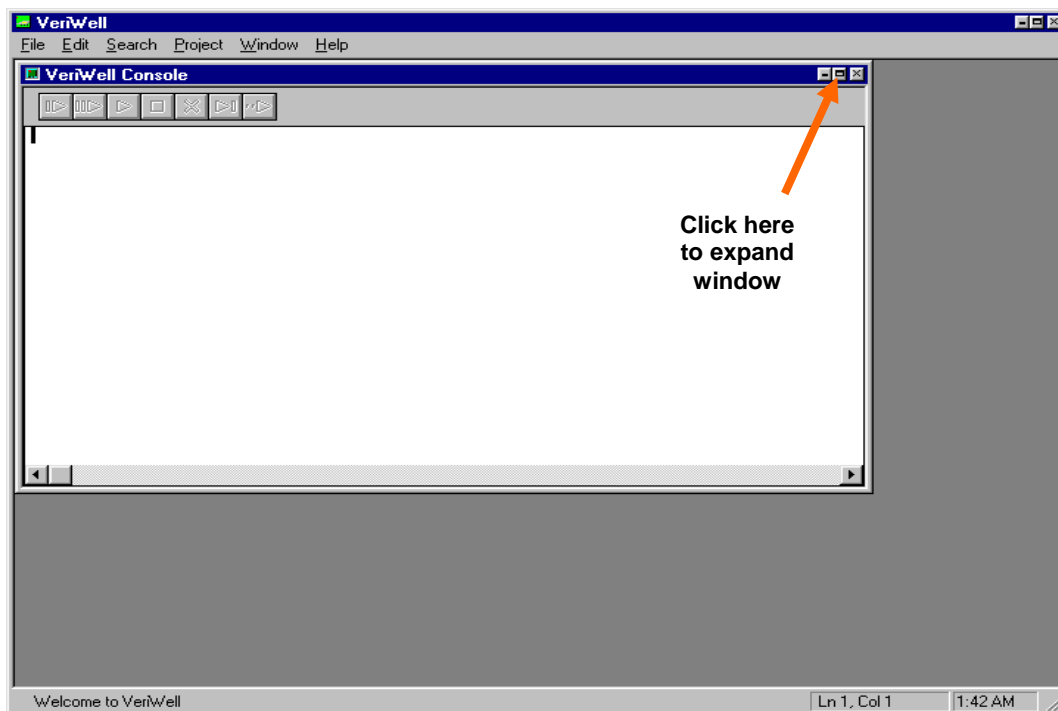 VeriWell
File Edit Search Project Window Help
VeriWell Console
Click here
to expand
window
Welcome to VeriWell
Ln 1, Col 1
1:42 AM